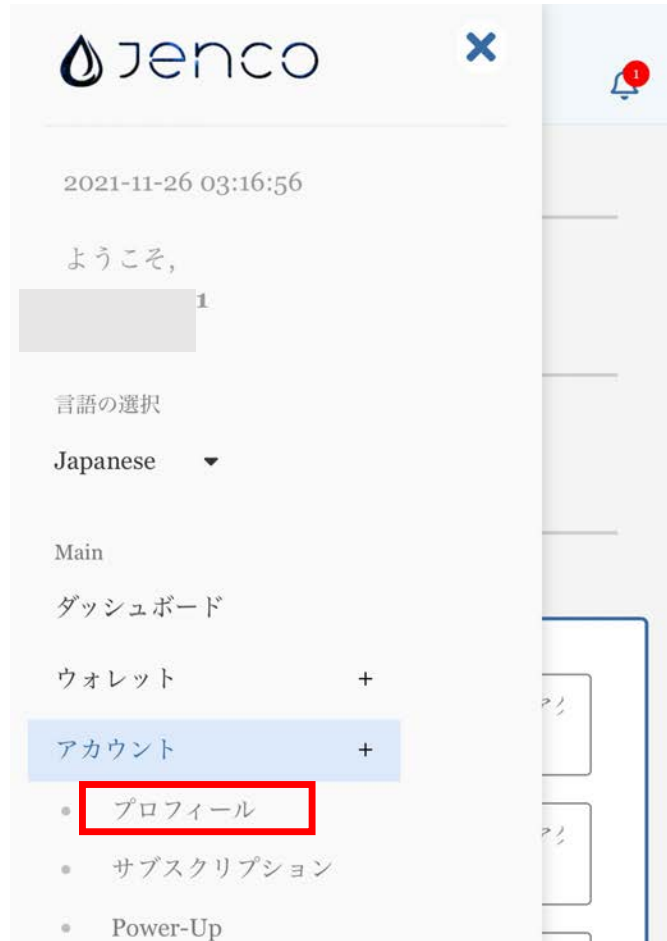 Jenco
1
2021-11-26 03:16:56
ようこそ,
1
言語の選択
Japanese
Main
ダッシュボード
ウォレット +
アカウント +
プロフィール
サブスクリプション
Power-Up